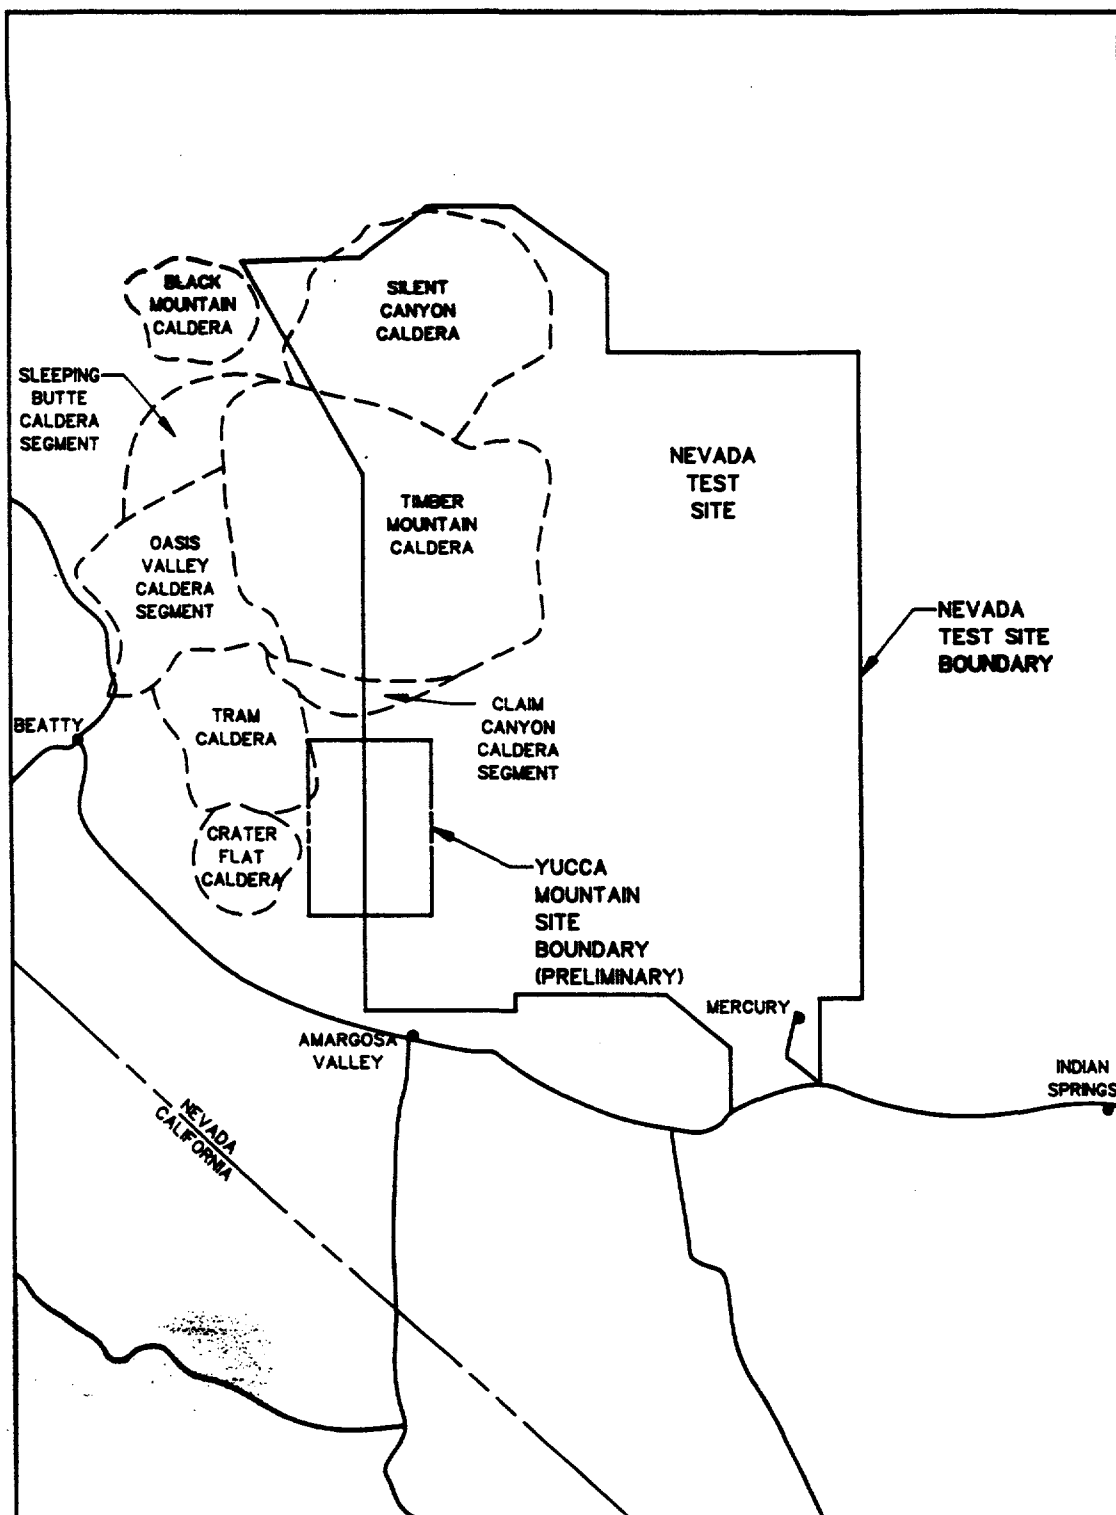 BLACK
MOUNTAIN
CALDERA
SILENT
CANYON
CALDERA
SLEEPING
BUTTE
CALDERA
SEGMENT
NEVADA
TEST
SITE
TIMBER
MOUNTAIN
CALDERA
OASIS
VALLEY
CALDERA
SEGMENT
NEVADA
TEST SITE
BOUNDARY
CLAIM
CANYON
CALDERA
SEGMENT
TRAM
CALDERA
BEATTY
CRATER
FLAT
CALDERA
YUCCA
MOUNTAIN
SITE
BOUNDARY
(PRELIMINARY)
MERCURY
AMARGOSA
VALLEY
INDIAN
SPRINGS
NEVADA
CALIFORNIA